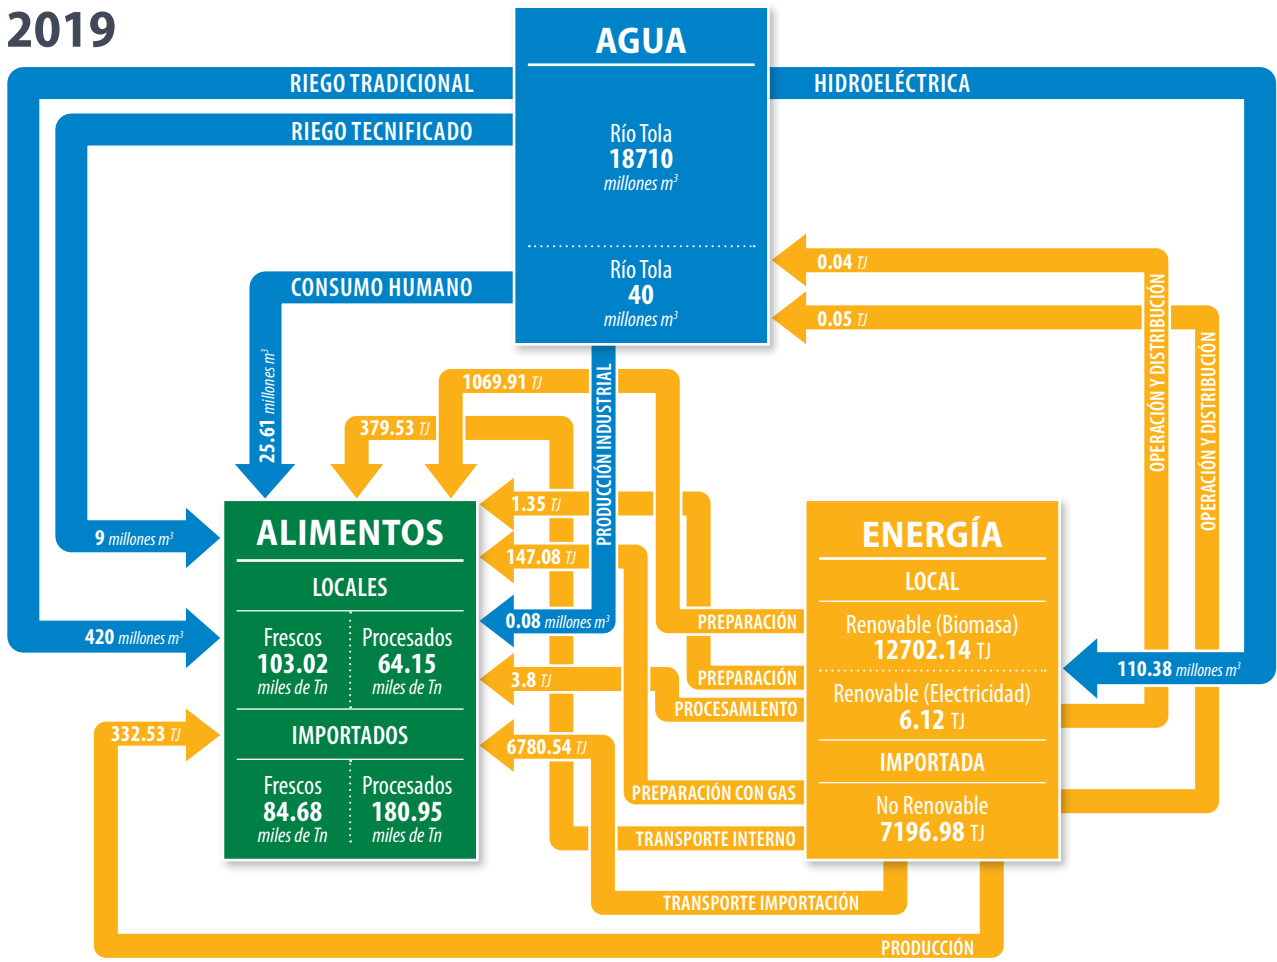 2019
AGUA
RIEGO TRADICIONAL
HIDROELÉCTRICA
RIEGO TECNIFICADO
Río Tola
18710
millones m³
0.04 TJ
Río Tola
40
millones m³
CONSUMO HUMANO
0.05 TJ
OPERACIÓN Y DISTRIBUCIÓN
OPERACIÓN Y DISTRIBUCIÓN
25.61 millones m³
PRODUCCIÓN INDUSTRIAL
1069.91 TJ
379.53 TJ
1.35 TJ
147.08 TJ
9 millones m³
420 millones m³
0.08 millones m³
3.8 TJ
332.53 TJ
6780.54 TJ
ALIMENTOS
LOCALES
Frescos
103.02
miles de Tn
Procesados
64.15
miles de Tn
IMPORTADOS
Frescos
84.68
miles de Tn
Procesados
180.95
miles de Tn
PREPARACIÓN
PREPARACIÓN
PROCESAMLENTO
PREPARACIÓN CON GAS
TRANSPORTE INTERNO
TRANSPORTE IMPORTACIÓN
PRODUCCIÓN
ENERGÍA
LOCAL
Renovable (Biomasa)
12702.14 TJ
Renovable (Electricidad)
6.12 TJ
IMPORTADA
No Renovable
7196.98 TJ
110.38 millones m³